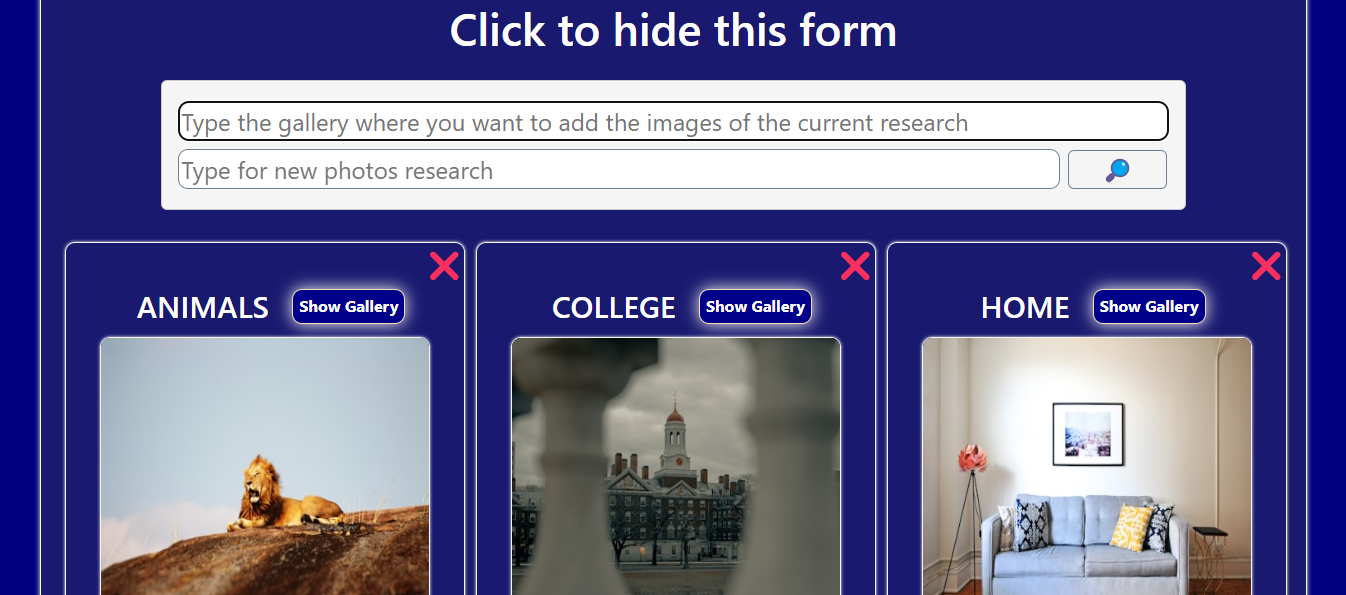 Click to hide this form
Type the gallery where you want to add the images of the current research
Type for new photos research
ANIMALS Show Gallery
COLLEGE Show Gallery
HOME Show Gallery